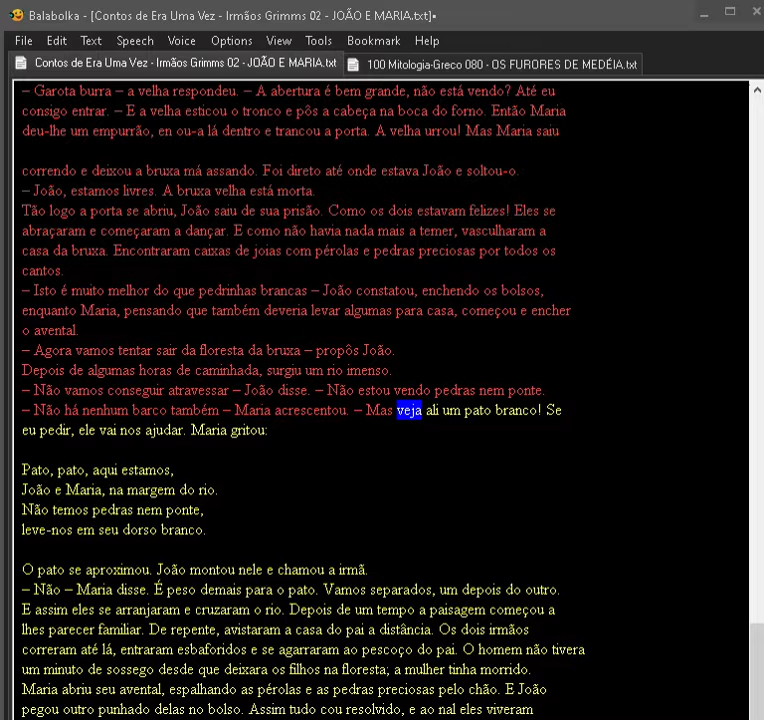 Balabolka - [Contos de Era Uma Vez - Irmãos Grimms 02 - JOÃO E MARIA.txt]•
File Edit Text Speech Voice Options View Tools Bookmark Help
Contos de Era Uma Vez - Irmãos Grimms 02 - JOÃO E MARIA.txt 100 Mitologia-Greco 080 - OS FURORES DE MEDÉIA.txt
– Garota burra – a velha respondeu. – A abertura é bem grande, não está vendo? Até eu
consigo entrar. – E a velha esticou o tronco e pôs a cabeça na boca do forno. Então Maria
deu-lhe um empurrão, en ou-a lá dentro e trancou a porta. A velha urrou! Mas Maria saiu
correndo e deixou a bruxa má assando. Foi direto até onde estava João e soltou-o.
– João, estamos livres. A bruxa velha está morta.
Tão logo a porta se abriu, João saiu de sua prisão. Como os dois estavam felizes! Eles se
abraçaram e começaram a dançar. E como não havia nada mais a temer, vasculharam a
casa da bruxa. Encontraram caixas de joias com pérolas e pedras preciosas por todos os
cantos.
– Isto é muito melhor do que pedrinhas brancas – João constatou, enchendo os bolsos,
enquanto Maria, pensando que também deveria levar algumas para casa, começou e encher
o avental.
– Agora vamos tentar sair da floresta da bruxa – propôs João.
Depois de algumas horas de caminhada, surgiu um rio imenso.
– Não vamos conseguir atravessar – João disse. – Não estou vendo pedras nem ponte.
– Não há nenhum barco também – Maria acrescentou. – Mas veja ali um pato branco! Se
eu pedir, ele vai nos ajudar. Maria gritou:
Pato, pato, aqui estamos,
João e Maria, na margem do rio.
Não temos pedras nem ponte,
leve-nos em seu dorso branco.
O pato se aproximou. João montou nele e chamou a irmã.
– Não – Maria disse. É peso demais para o pato. Vamos separados, um depois do outro.
E assim eles se arranjaram e cruzaram o rio. Depois de um tempo a paisagem começou a
lhes parecer familiar. De repente, avistaram a casa do pai a distância. Os dois irmãos
correram até lá, entraram esbaforidos e se agarraram ao pescoço do pai. O homem não tivera
um minuto de sossego desde que deixara os filhos na floresta; a mulher tinha morrido.
Maria abriu seu avental, espalhando as pérolas e as pedras preciosas pelo chão. E João
pegou outro punhado delas no bolso. Assim tudo cou resolvido, e ao nal eles viveram